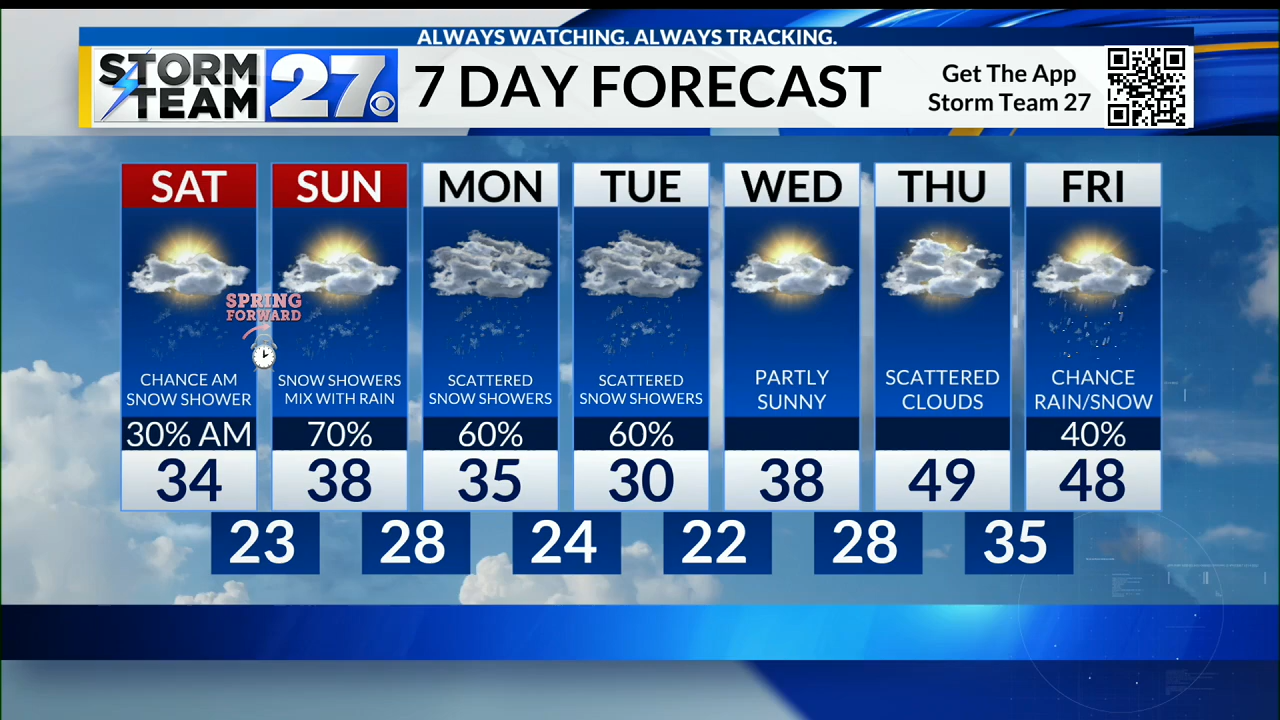 ALWAYS WATCHING. ALWAYS TRACKING.
STORM
TEAM
27
7 DAY FORECAST
Get The App
Storm Team 27
SAT
SUN
MON
TUE
WED
THU
FRI
SPRING
FORWARD
CHANCE AM
SNOW SHOWER
SNOW SHOWERS
MIX WITH RAIN
SCATTERED
SNOW SHOWERS
SCATTERED
SNOW SHOWERS
PARTLY
SUNNY
SCATTERED
CLOUDS
CHANCE
RAIN/SNOW
30% AM
70%
60%
60%
40%
34
38
35
30
38
49
48
23
28
24
22
28
35